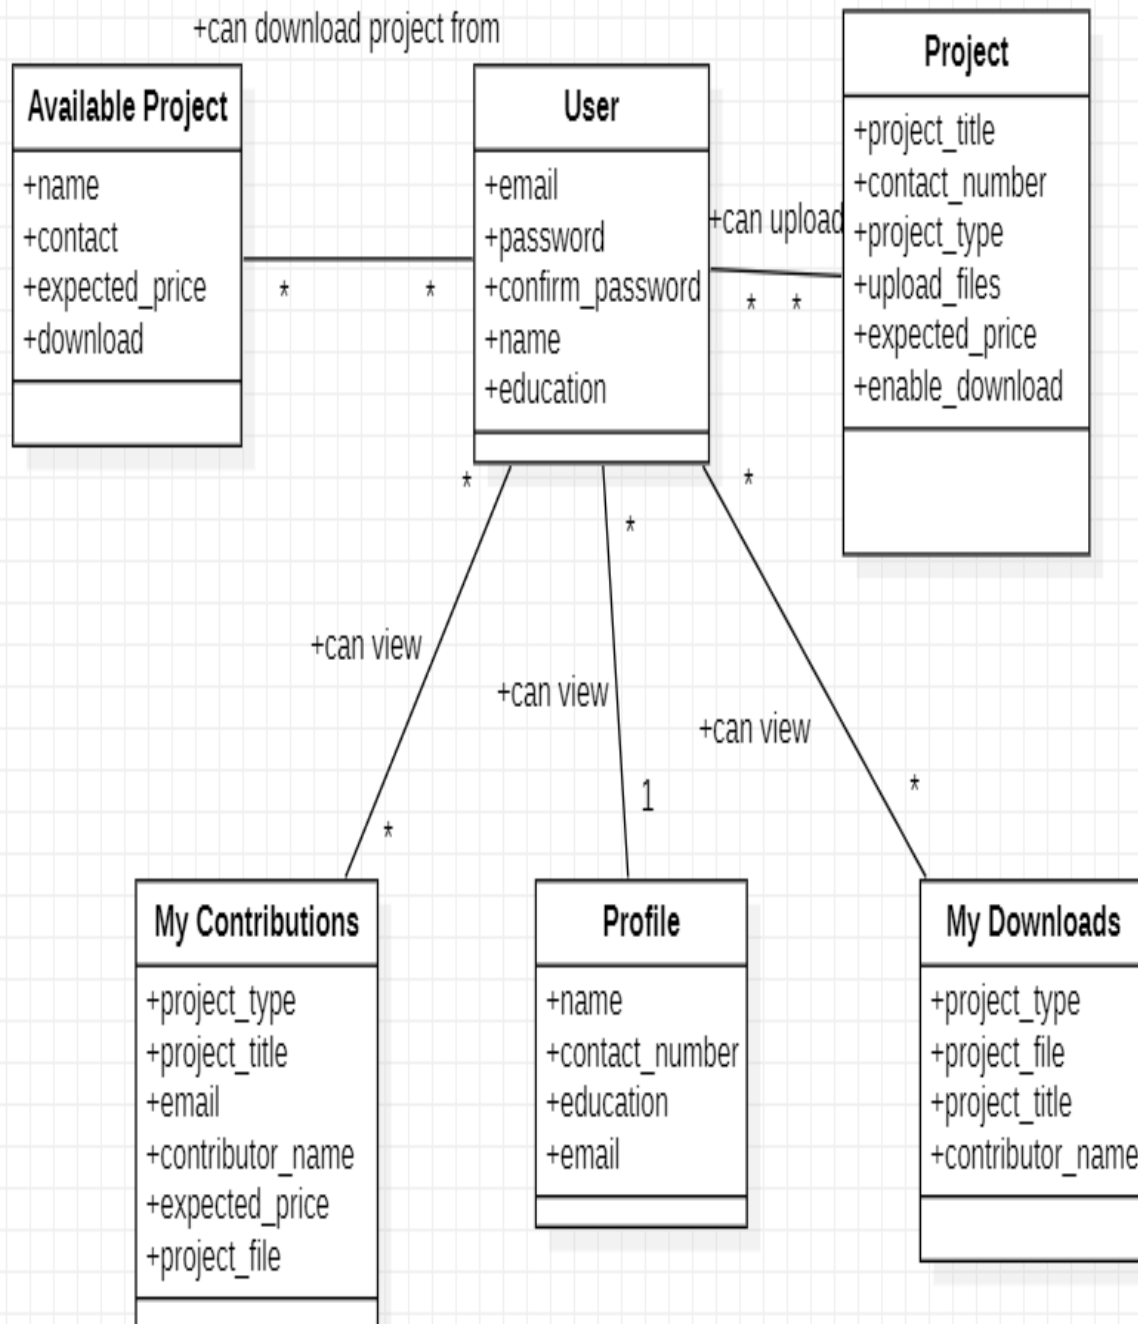 +can download project from
Available Project
+name
+contact
+expected_price
+download
*
*
User
+email
+password
+confirm_password
+name
+education
+can upload
*
*
Project
+project_title
+contact_number
+project_type
+upload_files
+expected_price
+enable_download
*
+can view
*
*
+can view
1
*
+can view
*
My Contributions
+project_type
+project_title
+email
+contributor_name
+expected_price
+project_file
Profile
+name
+contact_number
+education
+email
My Downloads
+project_type
+project_file
+project_title
+contributor_name